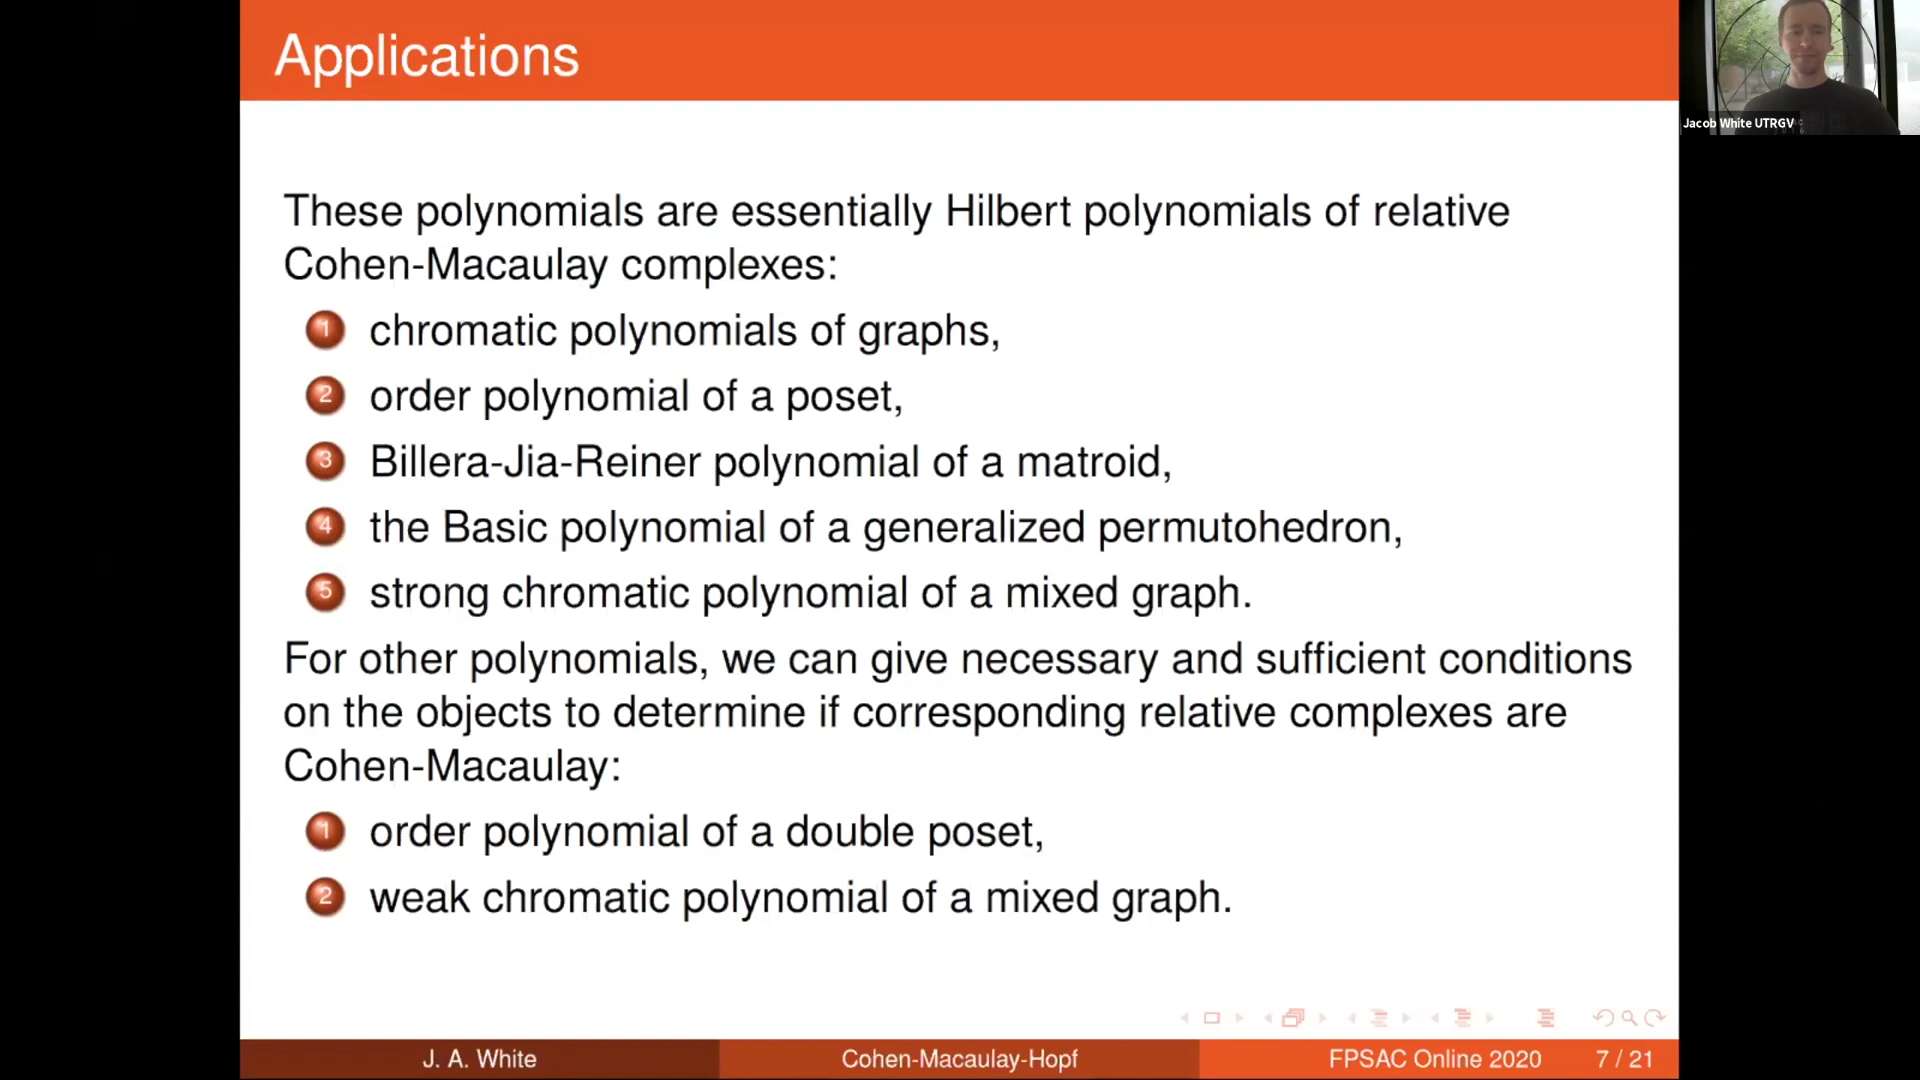 Applications
Jacob White UTRGV
These polynomials are essentially Hilbert polynomials of relative
Cohen-Macaulay complexes:
1 chromatic polynomials of graphs,
2 order polynomial of a poset,
3 Billera-Jia-Reiner polynomial of a matroid,
4 the Basic polynomial of a generalized permutohedron,
5 strong chromatic polynomial of a mixed graph.
For other polynomials, we can give necessary and sufficient conditions
on the objects to determine if corresponding relative complexes are
Cohen-Macaulay:
1 order polynomial of a double poset,
2 weak chromatic polynomial of a mixed graph.
J. A. White Cohen-Macaulay-Hopf FPSAC Online 2020 7 / 21